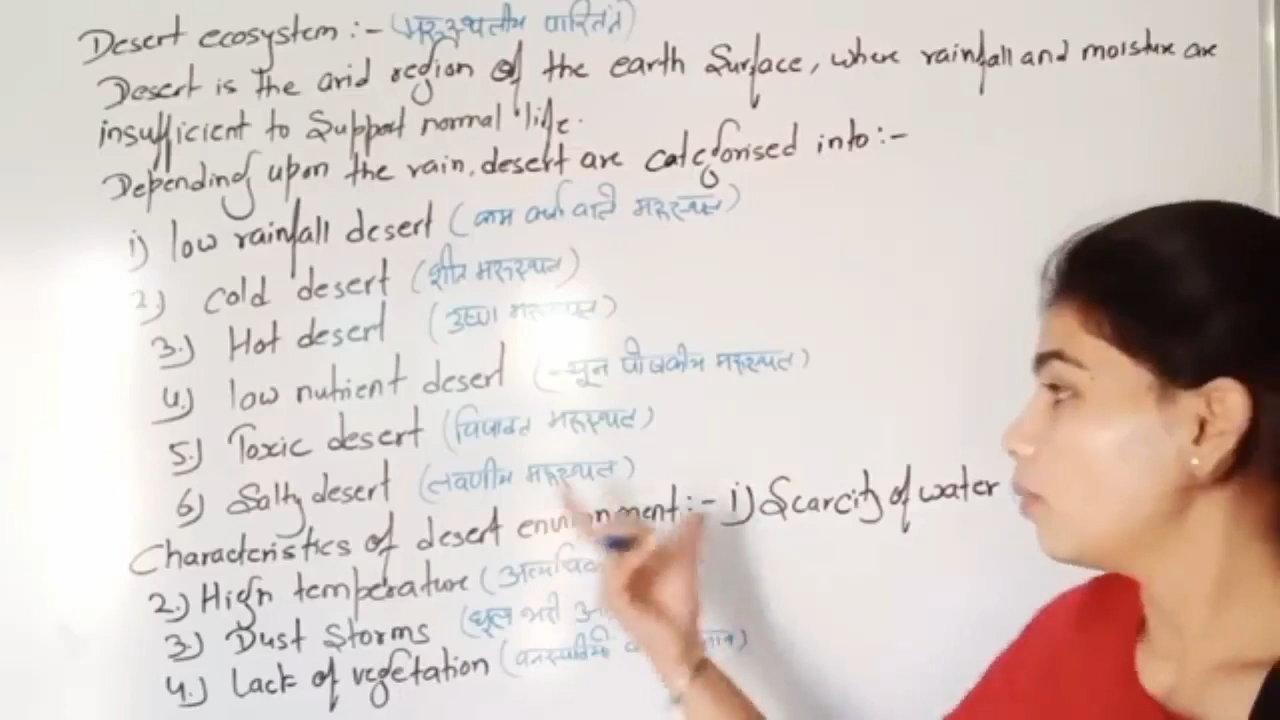 Desert ecosystem :- (मरुस्थलीय पारितंत्र)
Desert is the arid region of the earth Surface, where rainfall and moisture are
insufficient to Support normal life.
Depending upon the rain, desert are categorised into :-
i) low rainfall desert (कम वर्षा वाले मरुस्थल)
2.) Cold desert (शीत मरुस्थल)
3.) Hot desert (उष्ण मरुस्थल)
4.) low nutrient desert (न्यून पोषकीय मरुस्थल)
5.) Toxic desert (विषाक्त मरुस्थल)
6) Salty desert (लवणीय मरुस्थल)
Characteristics of desert environment :- i) Scarcity of water
2.) High temperature (
3.) Dust Storms (धूल भरी
4.) Lack of vegetation (